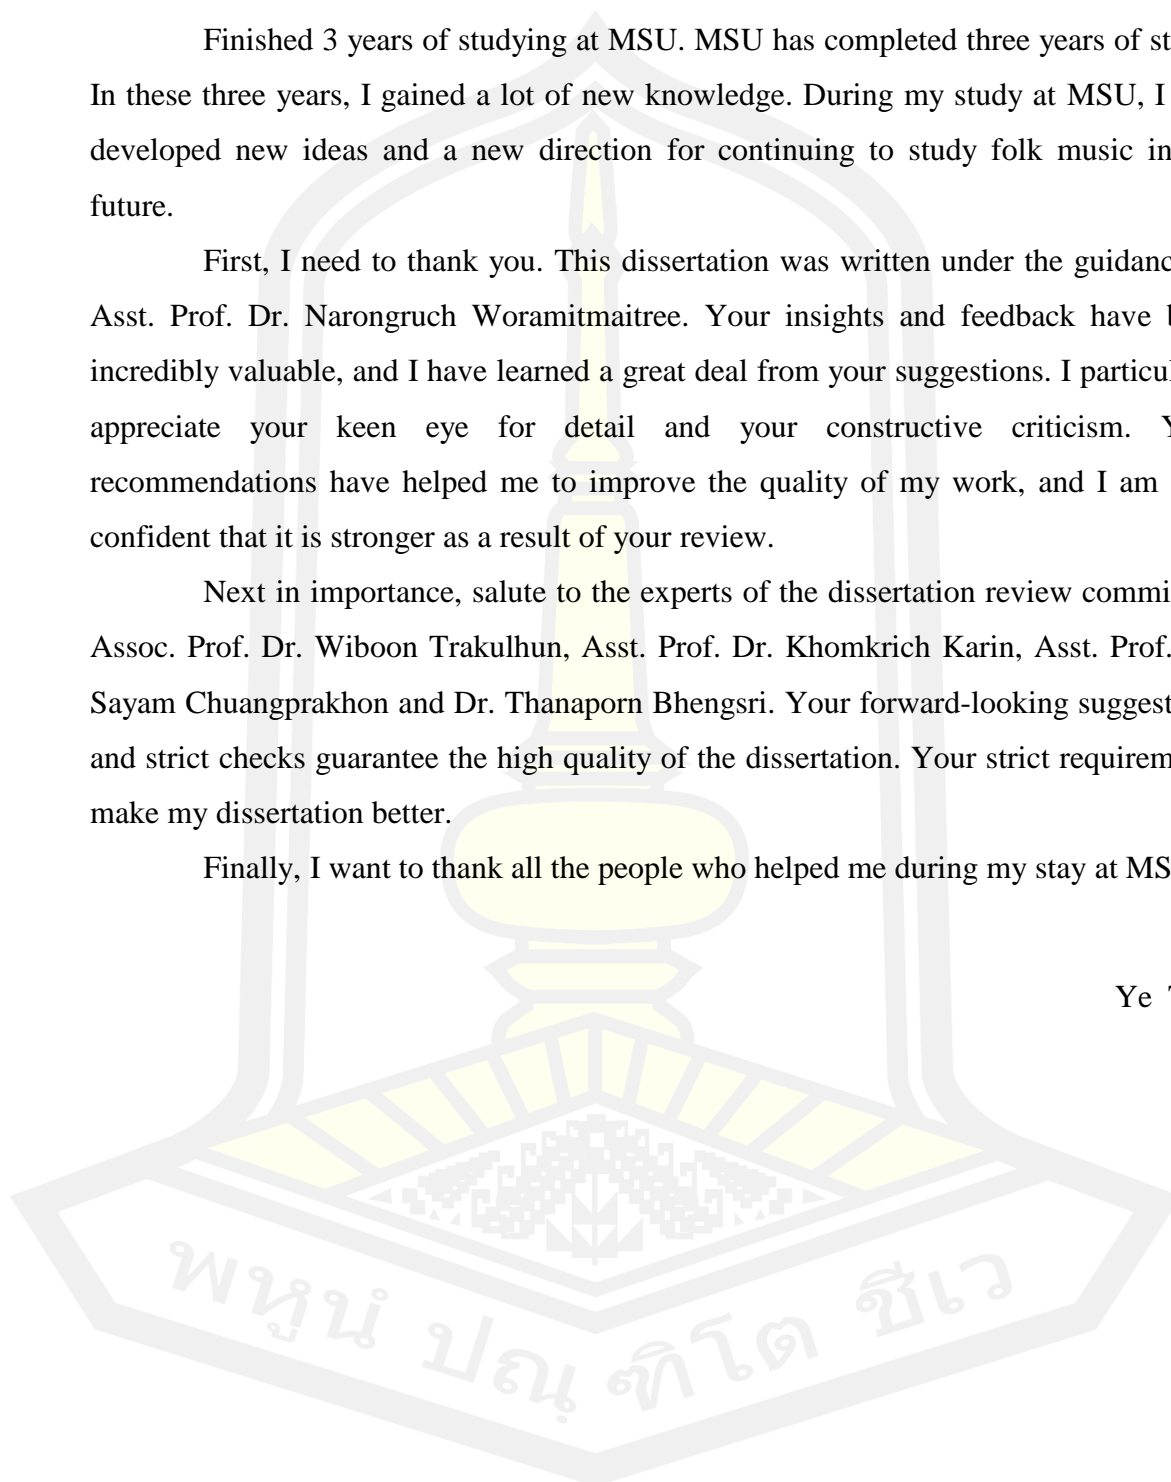 Finished 3 years of studying at MSU. MSU has completed three years of st
In these three years, I gained a lot of new knowledge. During my study at MSU, I
developed new ideas and a new direction for continuing to study folk music in
future.
First, I need to thank you. This dissertation was written under the guidanc
Asst. Prof. Dr. Narongruch Woramitmaitree. Your insights and feedback have b
incredibly valuable, and I have learned a great deal from your suggestions. I particul
appreciate your keen eye for detail and your constructive criticism. Y
recommendations have helped me to improve the quality of my work, and I am
confident that it is stronger as a result of your review.
Next in importance, salute to the experts of the dissertation review commi
Assoc. Prof. Dr. Wiboon Trakulhun, Asst. Prof. Dr. Khomkrich Karin, Asst. Prof.
Sayam Chuangprakhon and Dr. Thanaporn Bhengsri. Your forward-looking suggest
and strict checks guarantee the high quality of the dissertation. Your strict requirem
make my dissertation better.
Finally, I want to thank all the people who helped me during my stay at MS
Ye
พหูนํ ปณฺฑิโต ชีเว